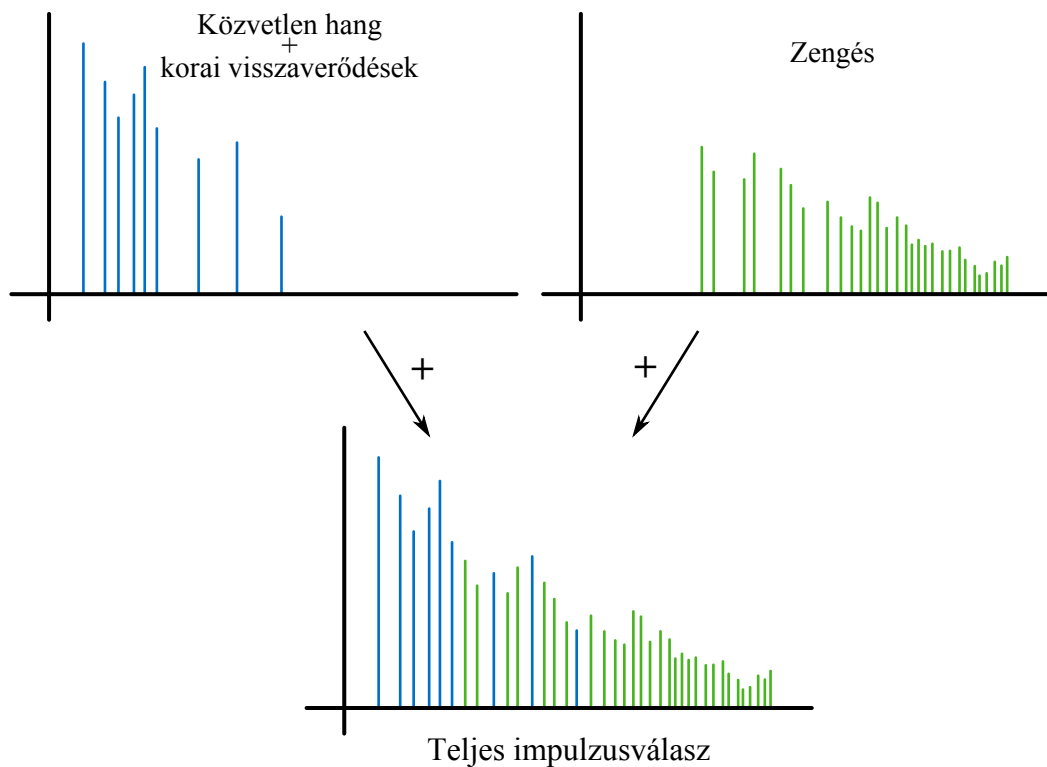 Közvetlen hang
+
korai visszaverődések
Zengés
+
+
Teljes impulzusválasz